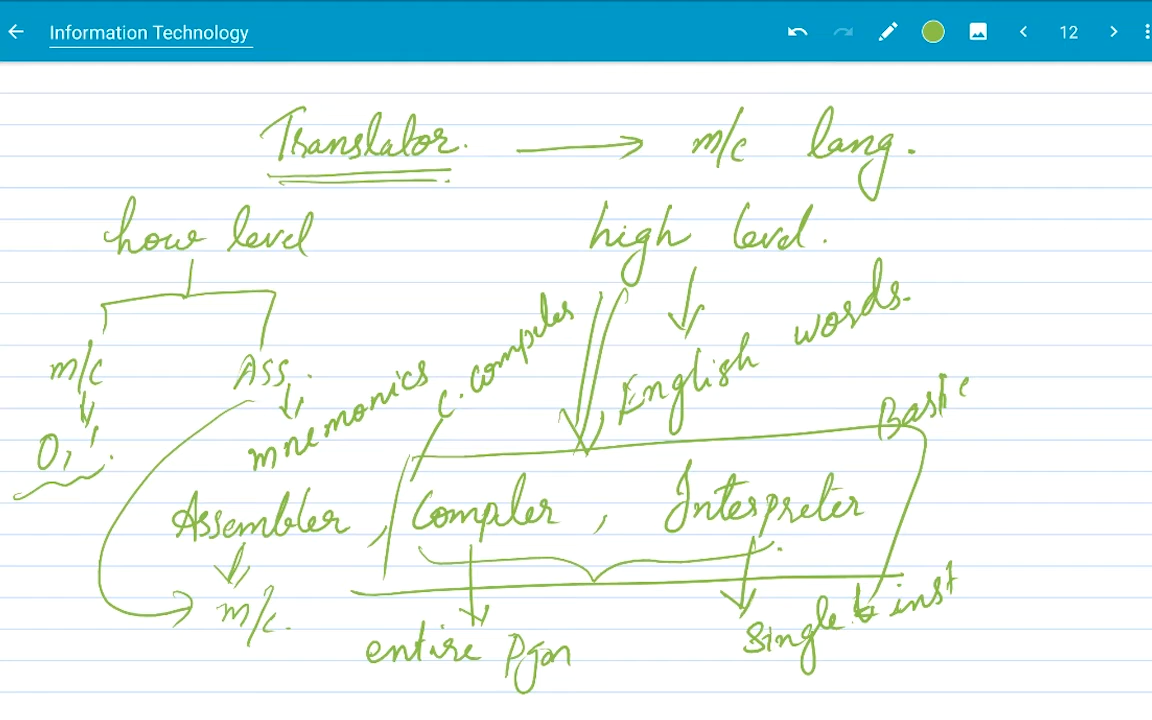 Information Technology
12
Translator. → m/c lang.
how level high level.
m/c Ass. English words.
0, 1 mnemonics c. compiler Basic
Assembler, Compiler, Interpreter
m/c.
entire Pgm Single inst